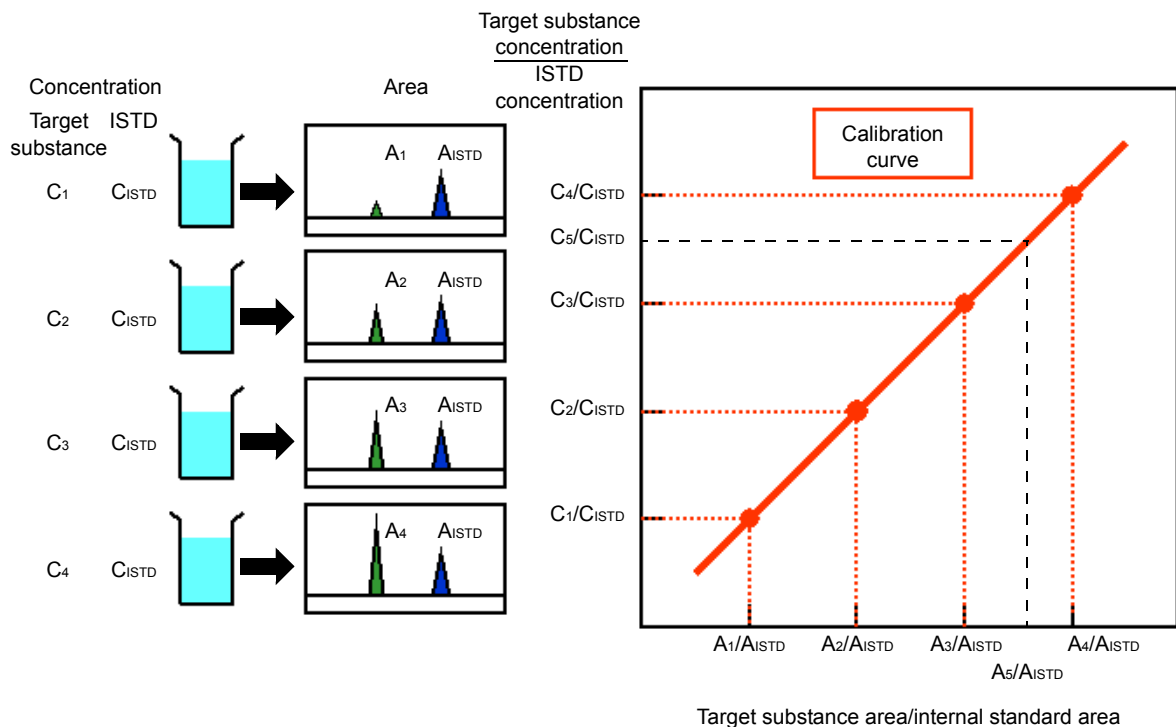 Concentration
Target substance
ISTD
Area
C1 CISTD
A1 AISTD
C2 CISTD
A2 AISTD
C3 CISTD
A3 AISTD
C4 CISTD
A4 AISTD
Target substance
concentration
ISTD
concentration
Calibration
curve
C4/CISTD
C5/CISTD
C3/CISTD
C2/CISTD
C1/CISTD
A1/AISTD A2/AISTD A3/AISTD A4/AISTD
A5/AISTD
Target substance area/internal standard area